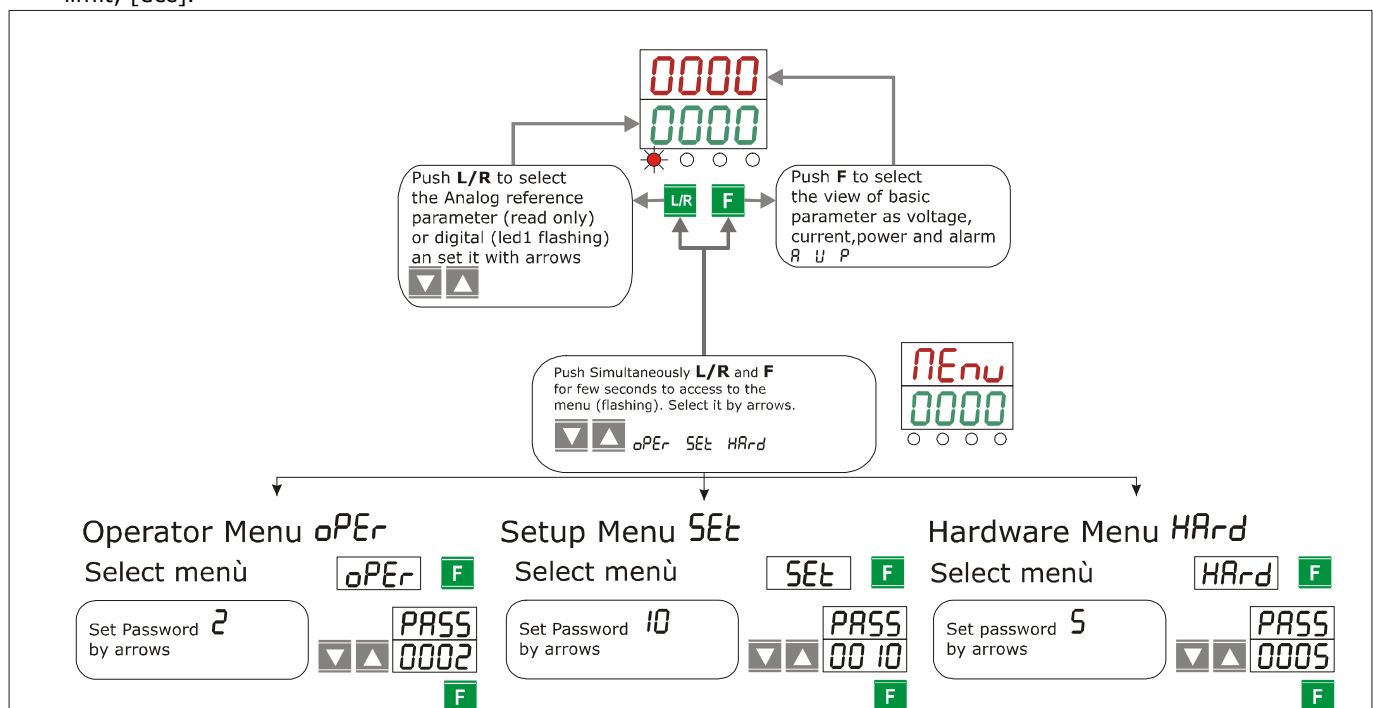 0000
0000
Push L/R to select
the Analog reference
parameter (read only)
or digital (led1 flashing)
an set it with arrows
L/R
F
Push F to select
the view of basic
parameter as voltage,
current,power and alarm
A U P
Push Simultaneously L/R and F
for few seconds to access to the
menu (flashing). Select it by arrows.
oPEr SEt HArd
MEnu
0000
Operator Menu oPEr
Select menù
oPEr
F
Set Password 2
by arrows
PASS
0002
F
Setup Menu SEt
Select menù
SEt
F
Set Password 10
by arrows
PASS
0010
F
Hardware Menu HArd
Select menù
HArd
F
Set password 5
by arrows
PASS
0005
F